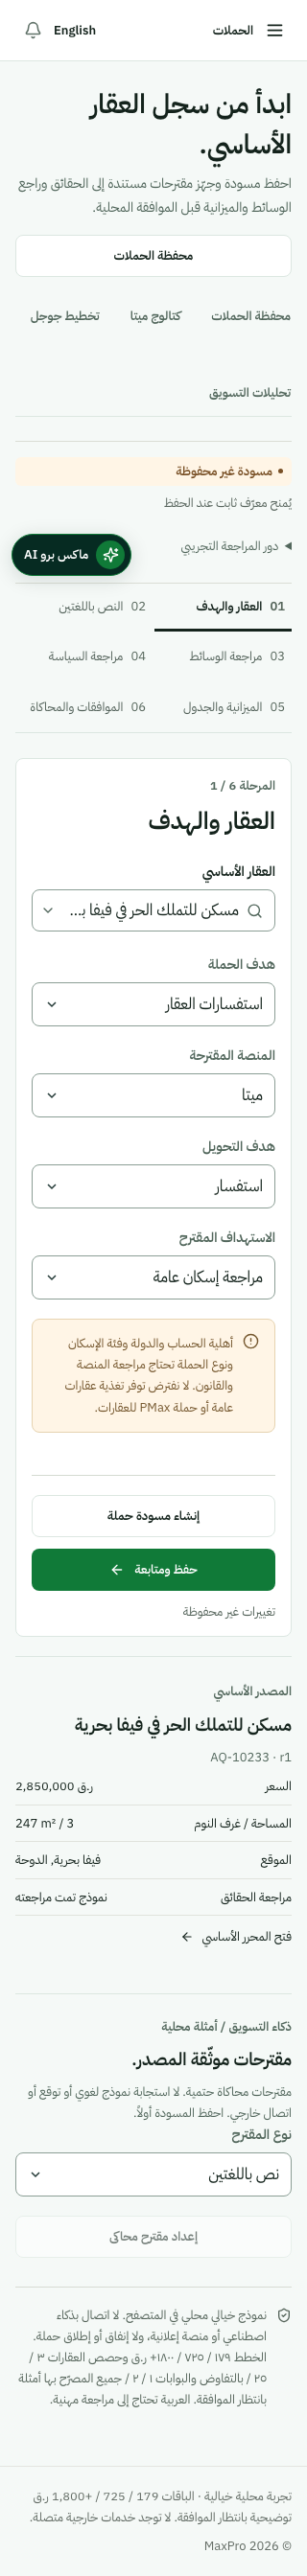 الحملات
English
ابدأ من سجل العقار
الأساسي.
احفظ مسودة وجهّز مقترحات مستندة إلى الحقائق وراجع
الوسائط والميزانية قبل الموافقة المحلية.
محفظة الحملات
محفظة الحملات
كتالوج ميتا
تخطيط جوجل
تحليلات التسويق
مسودة غير محفوظة
يُمنح معرّف ثابت عند الحفظ
دور المراجعة التجريبي
ماكس برو AI
01 العقار والهدف
02 النص باللغتين
03 مراجعة الوسائط
04 مراجعة السياسة
05 الميزانية والجدول
06 الموافقات والمحاكاة
المرحلة 6 / 1
العقار والهدف
العقار الأساسي
مسكن للتملك الحر في فيفا ب...
هدف الحملة
استفسارات العقار
المنصة المقترحة
ميتا
هدف التحويل
استفسار
الاستهداف المقترح
مراجعة إسكان عامة
أهلية الحساب والدولة وفئة الإسكان
ونوع الحملة تحتاج مراجعة المنصة
والقانون. لا نفترض توفر تغذية عقارات
عامة أو حملة PMax للعقارات.
إنشاء مسودة حملة
حفظ ومتابعة
تغييرات غير محفوظة
المصدر الأساسي
مسكن للتملك الحر في فيفا بحرية
AQ-10233 · r1
السعر
2,850,000 ر.ق
المساحة / غرف النوم
247 m² / 3
الموقع
فيفا بحرية, الدوحة
مراجعة الحقائق
نموذج تمت مراجعته
فتح المحرر الأساسي
ذكاء التسويق / أمثلة محلية
مقترحات موثّقة المصدر.
مقترحات محاكاة حتمية. لا استجابة نموذج لغوي أو توقع أو
اتصال خارجي. احفظ المسودة أولاً.
نوع المقترح
نص باللغتين
إعداد مقترح محاكى
نموذج خيالي محلي في المتصفح. لا اتصال بذكاء
اصطناعي أو منصة إعلانية، ولا إنفاق أو إطلاق حملة.
الخطط ١٧٩ / ٧٢٥ / ١٨٠٠+ ر.ق وحصص العقارات ٣ /
٢٥ / بالتفاوض والبوابات ١ / ٢ / جميع المصرّح بها أمثلة
بانتظار الموافقة. العربية تحتاج إلى مراجعة مهنية.
تجربة محلية خيالية · الباقات 179 / 725 / +1,800 ر.ق
توضيحية بانتظار الموافقة. لا توجد خدمات خارجية متصلة.
© 2026 MaxPro